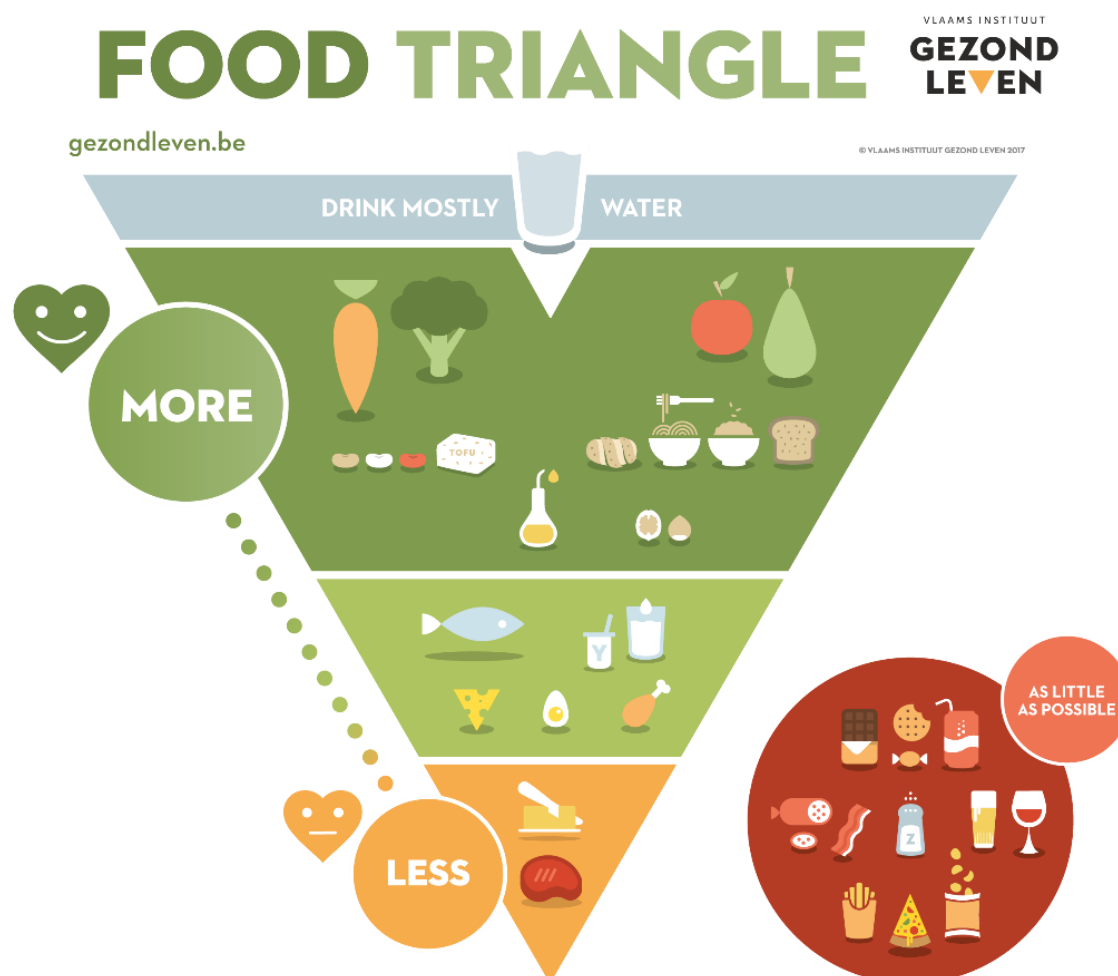 VLAAMS INSTITUUT
GEZOND
LEVEN
FOOD TRIANGLE
gezondleven.be
© VLAAMS INSTITUUT GEZOND LEVEN 2017
DRINK MOSTLY WATER
MORE
TOFU
Y
LESS
AS LITTLE
AS POSSIBLE
Z